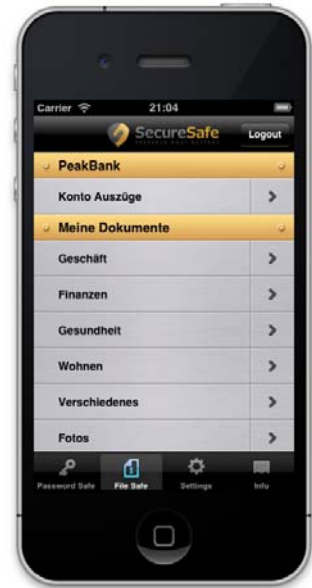 Carrier 21:04
SecureSafe
Logout
PeakBank
Konto Auszüge
Meine Dokumente
Geschäft
Finanzen
Gesundheit
Wohnen
Verschiedenes
Fotos
Password Safe File Safe Settings Info